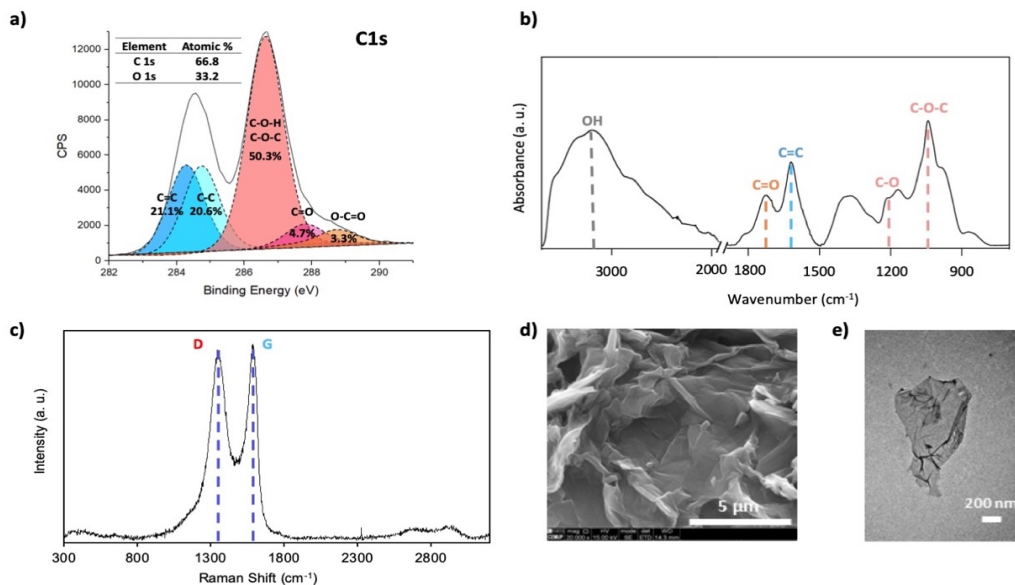 a)
C1s
Element Atomic %
C 1s 66.8
O 1s 33.2
12000
10000
8000
6000
4000
2000
0
CPS
C-O-H
C-O-C
50.3%
C=C
21.1%
C-C
20.6%
C=O
4.7%
O-C=O
3.3%
282 284 286 288 290
Binding Energy (eV)
b)
Absorbance (a. u.)
OH
C=O
C=C
C-O
C-O-C
3000 2000 1800 1500 1200 900
Wavenumber (cm⁻¹)
c)
Intensity (a. u.)
D G
300 800 1300 1800 2300 2800
Raman Shift (cm⁻¹)
d)
5 µm
e)
200 nm